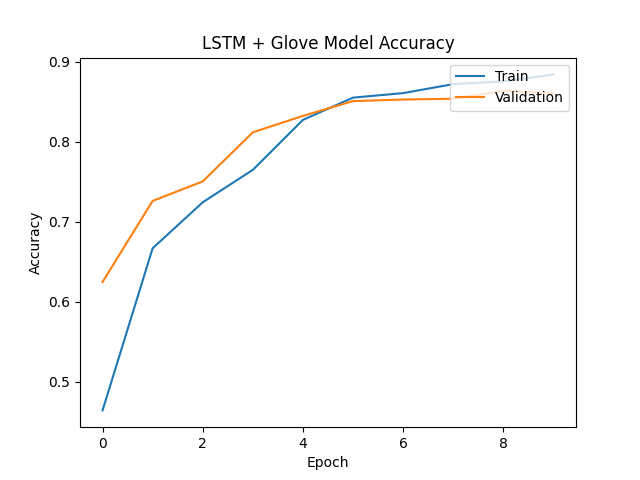 LSTM + Glove Model Accuracy
0.9
0.8
0.7
0.6
0.5
Accuracy
Train
Validation
0 2 4 6 8
Epoch